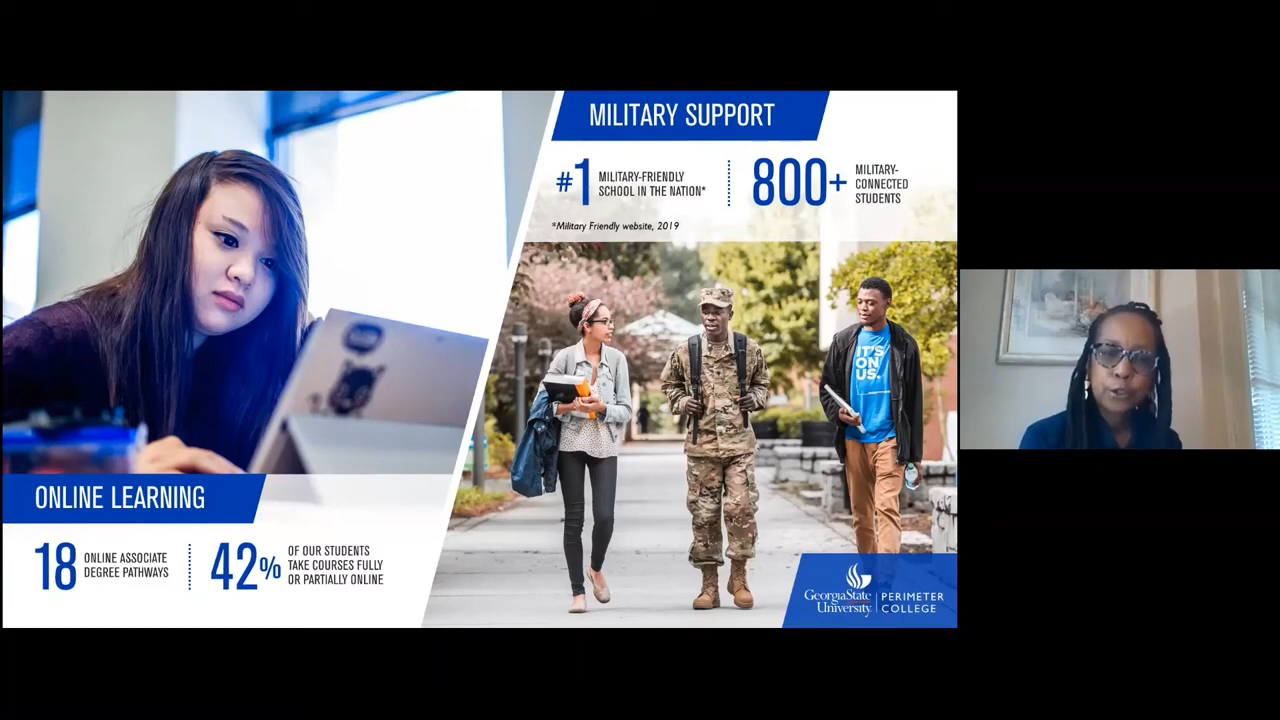 MILITARY SUPPORT
#1 MILITARY-FRIENDLY
SCHOOL IN THE NATION*
800+ MILITARY-
CONNECTED
STUDENTS
*Military Friendly website, 2019
IT'S
ON
US.
ONLINE LEARNING
18 ONLINE ASSOCIATE
DEGREE PATHWAYS
42% OF OUR STUDENTS
TAKE COURSES FULLY
OR PARTIALLY ONLINE
GeorgiaState
University
PERIMETER
COLLEGE